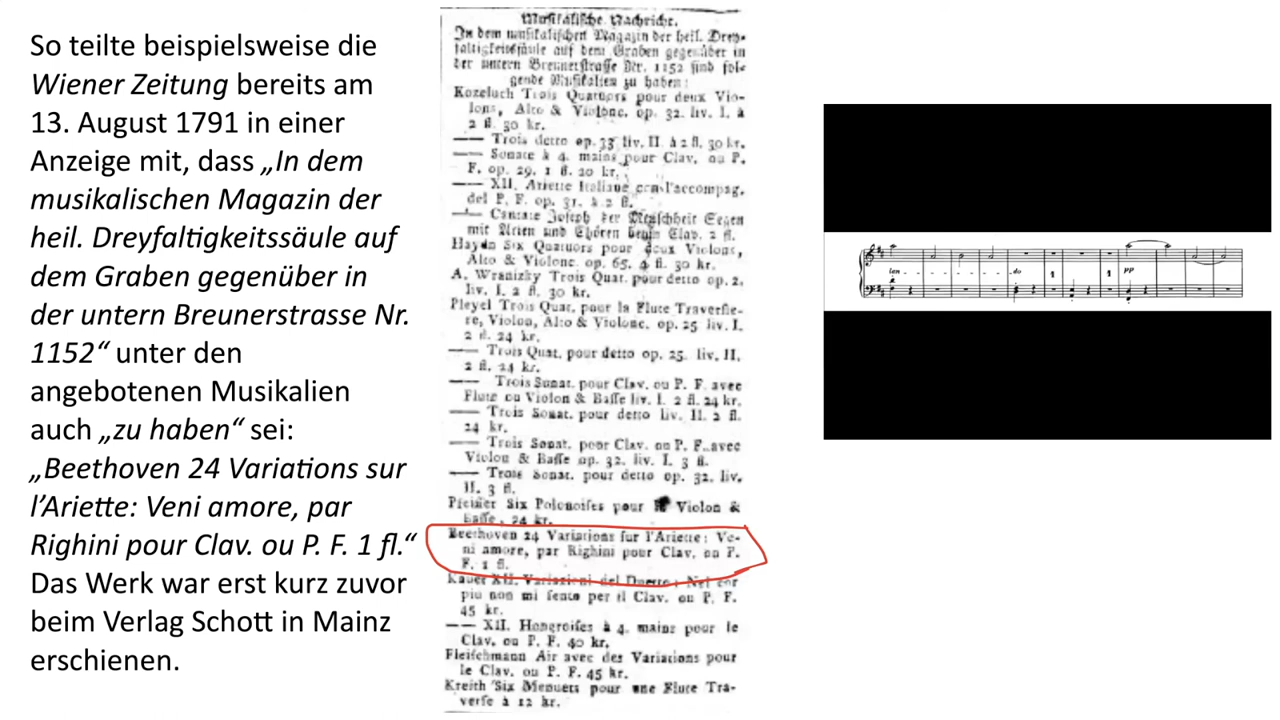 So teilte beispielsweise die
Wiener Zeitung bereits am
13. August 1791 in einer
Anzeige mit, dass „In dem
musikalischen Magazin der
heil. Dreyfaltigkeitssäule auf
dem Graben gegenüber in
der untern Breunerstrasse Nr.
1152“ unter den
angebotenen Musikalien
auch „zu haben“ sei:
„Beethoven 24 Variations sur
l’Ariette: Veni amore, par
Righini pour Clav. ou P. F. 1 fl.“
Das Werk war erst kurz zuvor
beim Verlag Schott in Mainz
erschienen.
Musikalische Nachricht.
In dem musikalischen Magazin der heil. Drey-
faltigkeitssäule auf dem Graben gegenüber in
der untern Breunerstrasse Nr. 1152 sind fol-
gende Musikalien zu haben:
Kozeluch Trois Quatuors pour deux Vio-
lons, Alto & Violonc. op. 32. liv. I. à
2 fl. 30 kr.
—— Trois detto op. 33 liv. II à 2 fl. 30 kr.
—— Sonate à 4. mains pour Clav. ou P.
F. op. 29. 1 fl. 20 kr.
—— XII. Ariette Italiane con l'accompag.
del P. F. op. 31. à 2 fl.
—— Cantate Joseph der Menschheit Segen
mit Arien und Chören beym Clav. 2 fl.
Haydn Six Quatuors pour deux Violons,
Alto & Violonc. op. 65. 4 fl. 30 kr.
A. Wranizky Trois Quat. pour detto op. 2.
liv. I. 2 fl. 30 kr.
Pleyel Trois Quat. pour la Flute Traversie-
re, Violon, Alto & Violonc. op. 25 liv. I.
2 fl. 24 kr.
—— Trois Quat. pour detto op. 25. liv. II.
2 fl. 24 kr.
—— Trois Sonat. pour Clav. ou P. F. avec
Flute ou Violon & Basse liv. I. 2 fl. 24 kr.
—— Trois Sonat. pour detto liv. II. 2 fl.
24 kr.
—— Trois Sonat. pour Clav. ou P. F. avec
Violon & Basse op. 32. liv. I. 3 fl.
—— Trois Sonat. pour detto op. 32. liv.
II. 3 fl.
Six Polonoises pour Violon &
Basse. 24 kr.
Beethoven 24 Variations sur l'Ariette: Ve-
ni amore, par Righini pour Clav. ou P.
F. 1 fl.
Kauer XII. Variazioni del Duetto: Nel cor
piu non mi sento per il Clav. ou P. F.
45 kr.
—— XII. Hongroises à 4. mains pour le
Clav. ou P. F. 40 kr.
Fleischmann Air avec des Variations pour
le Clav. ou P. F. 45 kr.
Kreith Six Menuets pour une Flute Tra-
verse à 12 kr.
do 1 1 pp